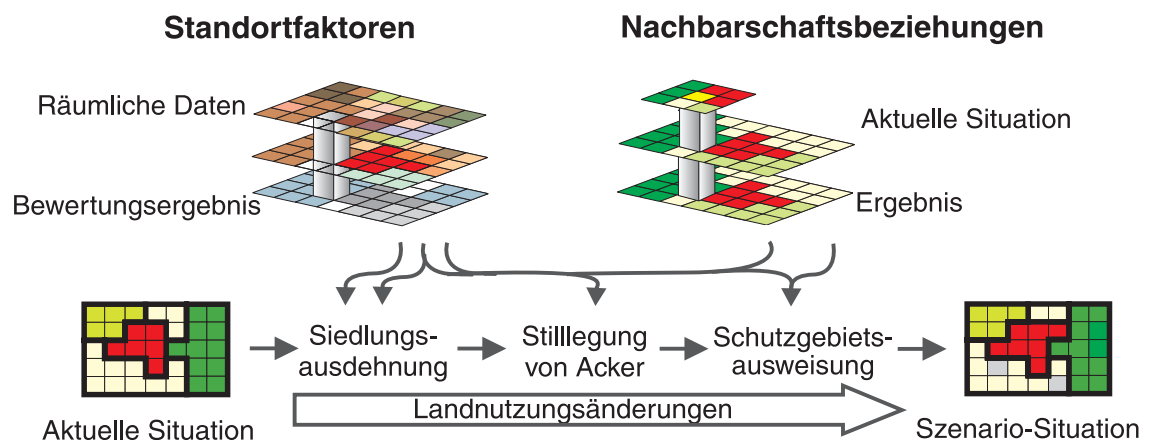 Standortfaktoren
Nachbarschaftsbeziehungen
Räumliche Daten
Bewertungsergebnis
Aktuelle Situation
Ergebnis
Siedlungs-
ausdehnung
Stilllegung
von Acker
Schutzgebiets-
ausweisung
Landnutzungsänderungen
Aktuelle Situation
Szenario-Situation